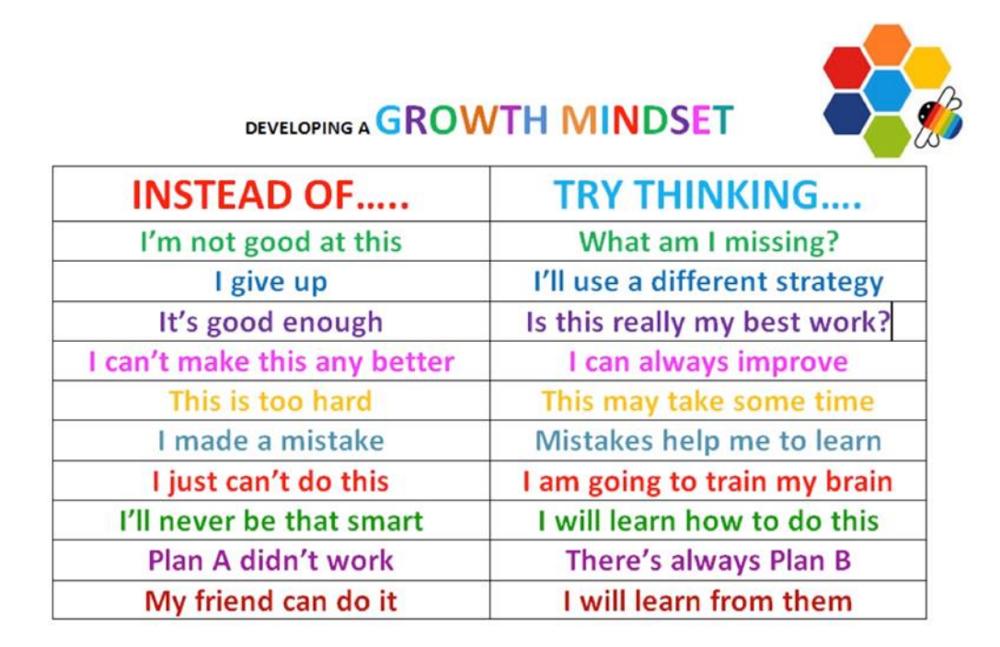 DEVELOPING A GROWTH MINDSET
INSTEAD OF..... TRY THINKING....
I'm not good at this What am I missing?
I give up I'll use a different strategy
It's good enough Is this really my best work?
I can't make this any better I can always improve
This is too hard This may take some time
I made a mistake Mistakes help me to learn
I just can't do this I am going to train my brain
I'll never be that smart I will learn how to do this
Plan A didn't work There's always Plan B
My friend can do it I will learn from them